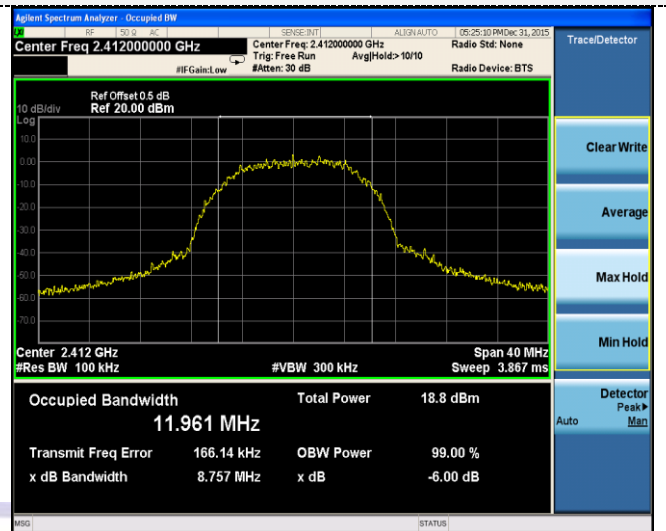 Agilent Spectrum Analyzer - Occupied BW
RF 50 Ω AC SENSE:INT ALIGN AUTO 05:25:10 PM Dec 31, 2015
Center Freq 2.412000000 GHz Center Freq: 2.412000000 GHz Radio Std: None Trace/Detector
Trig: Free Run Avg|Hold:> 10/10
#IFGain:Low #Atten: 30 dB Radio Device: BTS
Ref Offset 0.5 dB
10 dB/div Ref 20.00 dBm
Log
10.0
0.00
-10.0
-20.0
-30.0
-40.0
-50.0
-60.0
-70.0
Clear Write
Average
Max Hold
Min Hold
Center 2.412 GHz Span 40 MHz
#Res BW 100 kHz #VBW 300 kHz Sweep 3.867 ms
Occupied Bandwidth Total Power 18.8 dBm
11.961 MHz
Transmit Freq Error 166.14 kHz OBW Power 99.00 %
x dB Bandwidth 8.757 MHz x dB -6.00 dB
Detector
Peak▶
Auto Man
MSG STATUS